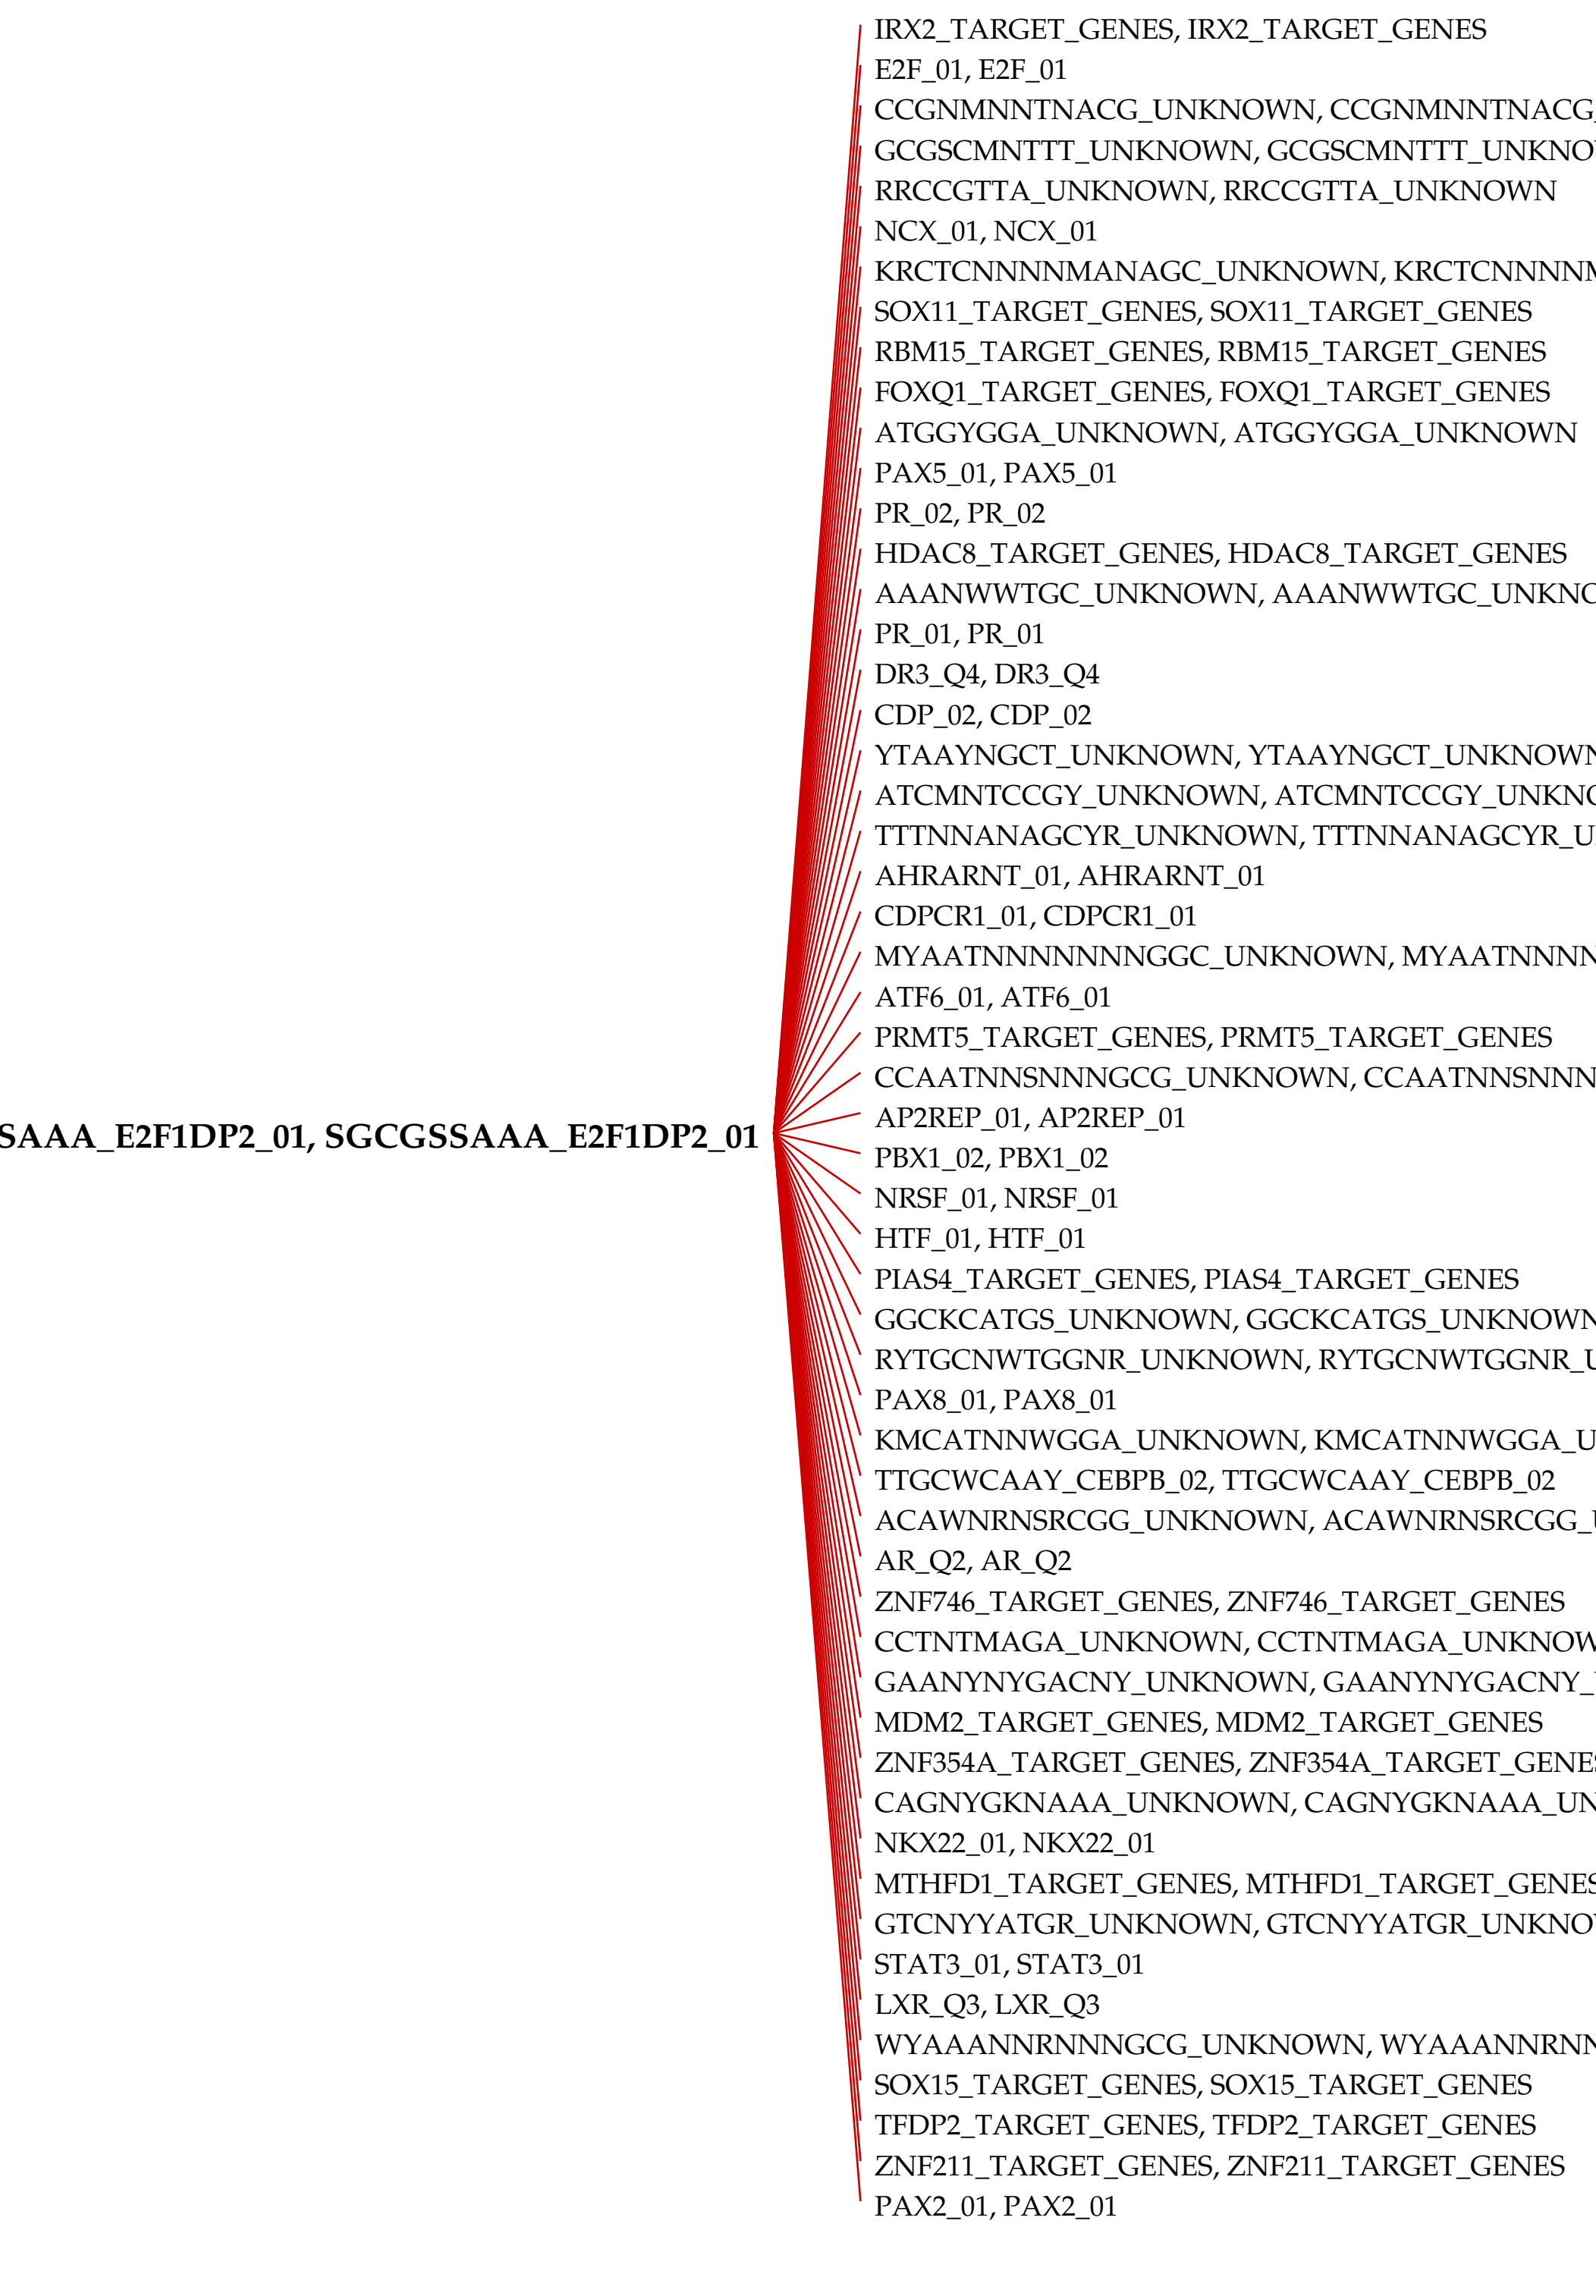 IRX2_TARGET_GENES, IRX2_TARGET_GENES
E2F_01, E2F_01
CCGNMNNTNACG_UNKNOWN, CCGNMNNTNACG_
GCGSCMNTTT_UNKNOWN, GCGSCMNTTT_UNKNO
RRCCGTTA_UNKNOWN, RRCCGTTA_UNKNOWN
NCX_01, NCX_01
KRCTCNNNNMANAGC_UNKNOWN, KRCTCNNNNM
SOX11_TARGET_GENES, SOX11_TARGET_GENES
RBM15_TARGET_GENES, RBM15_TARGET_GENES
FOXQ1_TARGET_GENES, FOXQ1_TARGET_GENES
ATGGYGGA_UNKNOWN, ATGGYGGA_UNKNOWN
PAX5_01, PAX5_01
PR_02, PR_02
HDAC8_TARGET_GENES, HDAC8_TARGET_GENES
AAANWWTGC_UNKNOWN, AAANWWTGC_UNKNO
PR_01, PR_01
DR3_Q4, DR3_Q4
CDP_02, CDP_02
YTAAYNGCT_UNKNOWN, YTAAYNGCT_UNKNOWN
ATCMNTCCGY_UNKNOWN, ATCMNTCCGY_UNKNO
TTTNNANAGCYR_UNKNOWN, TTTNNANAGCYR_U
AHRARNT_01, AHRARNT_01
CDPCR1_01, CDPCR1_01
MYAATNNNNNNNGGC_UNKNOWN, MYAATNNNN
ATF6_01, ATF6_01
PRMT5_TARGET_GENES, PRMT5_TARGET_GENES
CCAATNNSNNNGCG_UNKNOWN, CCAATNNSNNN
AP2REP_01, AP2REP_01
SAAA_E2F1DP2_01, SGCGSSAAA_E2F1DP2_01
PBX1_02, PBX1_02
NRSF_01, NRSF_01
HTF_01, HTF_01
PIAS4_TARGET_GENES, PIAS4_TARGET_GENES
GGCKCATGS_UNKNOWN, GGCKCATGS_UNKNOWN
RYTGCNWTGGNR_UNKNOWN, RYTGCNWTGGNR_U
PAX8_01, PAX8_01
KMCATNNWGGA_UNKNOWN, KMCATNNWGGA_U
TTGCWCAAY_CEBPB_02, TTGCWCAAY_CEBPB_02
ACAWNRNSRCGG_UNKNOWN, ACAWNRNSRCGG_U
AR_Q2, AR_Q2
ZNF746_TARGET_GENES, ZNF746_TARGET_GENES
CCTNTMAGA_UNKNOWN, CCTNTMAGA_UNKNOW
GAANYNYGACNY_UNKNOWN, GAANYNYGACNY_
MDM2_TARGET_GENES, MDM2_TARGET_GENES
ZNF354A_TARGET_GENES, ZNF354A_TARGET_GENES
CAGNYGKNAAA_UNKNOWN, CAGNYGKNAAA_UN
NKX22_01, NKX22_01
MTHFD1_TARGET_GENES, MTHFD1_TARGET_GENES
GTCNYYATGR_UNKNOWN, GTCNYYATGR_UNKNO
STAT3_01, STAT3_01
LXR_Q3, LXR_Q3
WYAAANNRNNNGCG_UNKNOWN, WYAAANNRNN
SOX15_TARGET_GENES, SOX15_TARGET_GENES
TFDP2_TARGET_GENES, TFDP2_TARGET_GENES
ZNF211_TARGET_GENES, ZNF211_TARGET_GENES
PAX2_01, PAX2_01